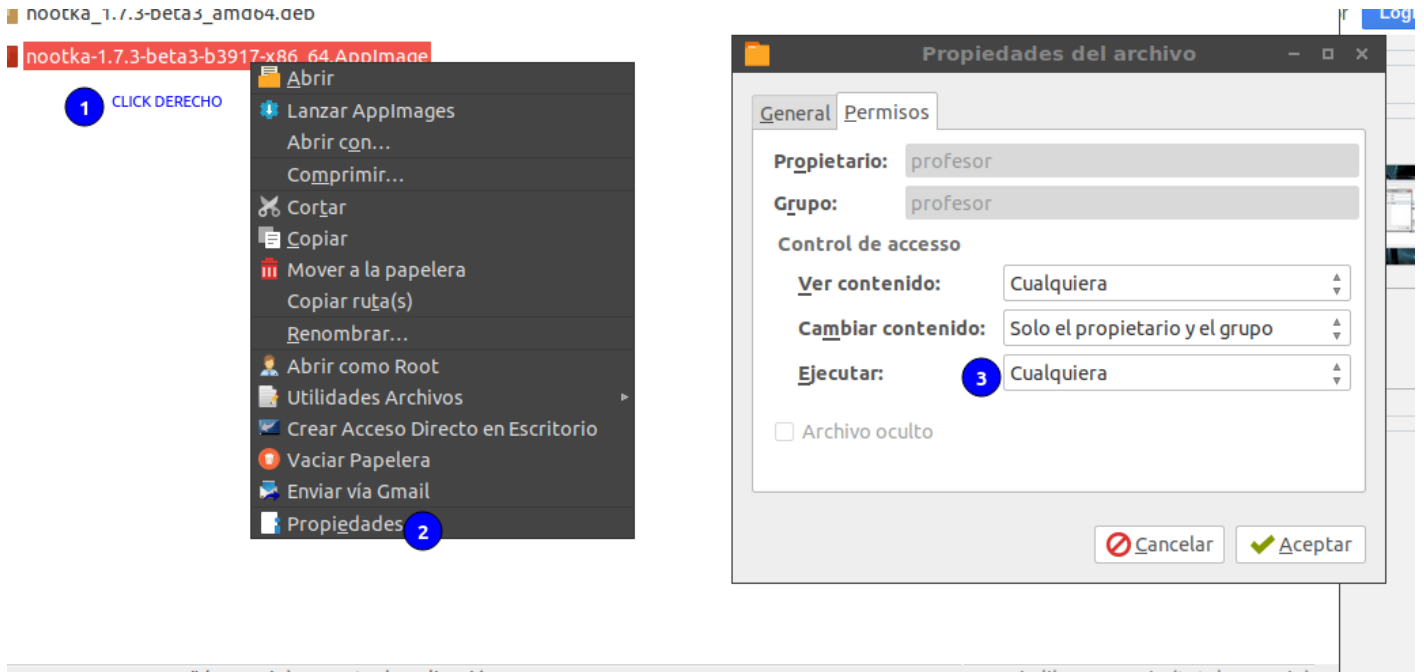 nootka_1.7.3-beta3_amd64.deb
nootka-1.7.3-beta3-b3917-x86_64.AppImage
1 CLICK DERECHO
Abrir
Lanzar AppImages
Abrir con...
Comprimir...
Cortar
Copiar
Mover a la papelera
Copiar ruta(s)
Renombrar...
Abrir como Root
Utilidades Archivos
Crear Acceso Directo en Escritorio
Vaciar Papelera
Enviar vía Gmail
Propiedades 2
Propiedades del archivo
General Permisos
Propietario: profesor
Grupo: profesor
Control de accesso
Ver contenido: Cualquiera
Cambiar contenido: Solo el propietario y el grupo
Ejecutar: 3 Cualquiera
Archivo oculto
Cancelar Aceptar